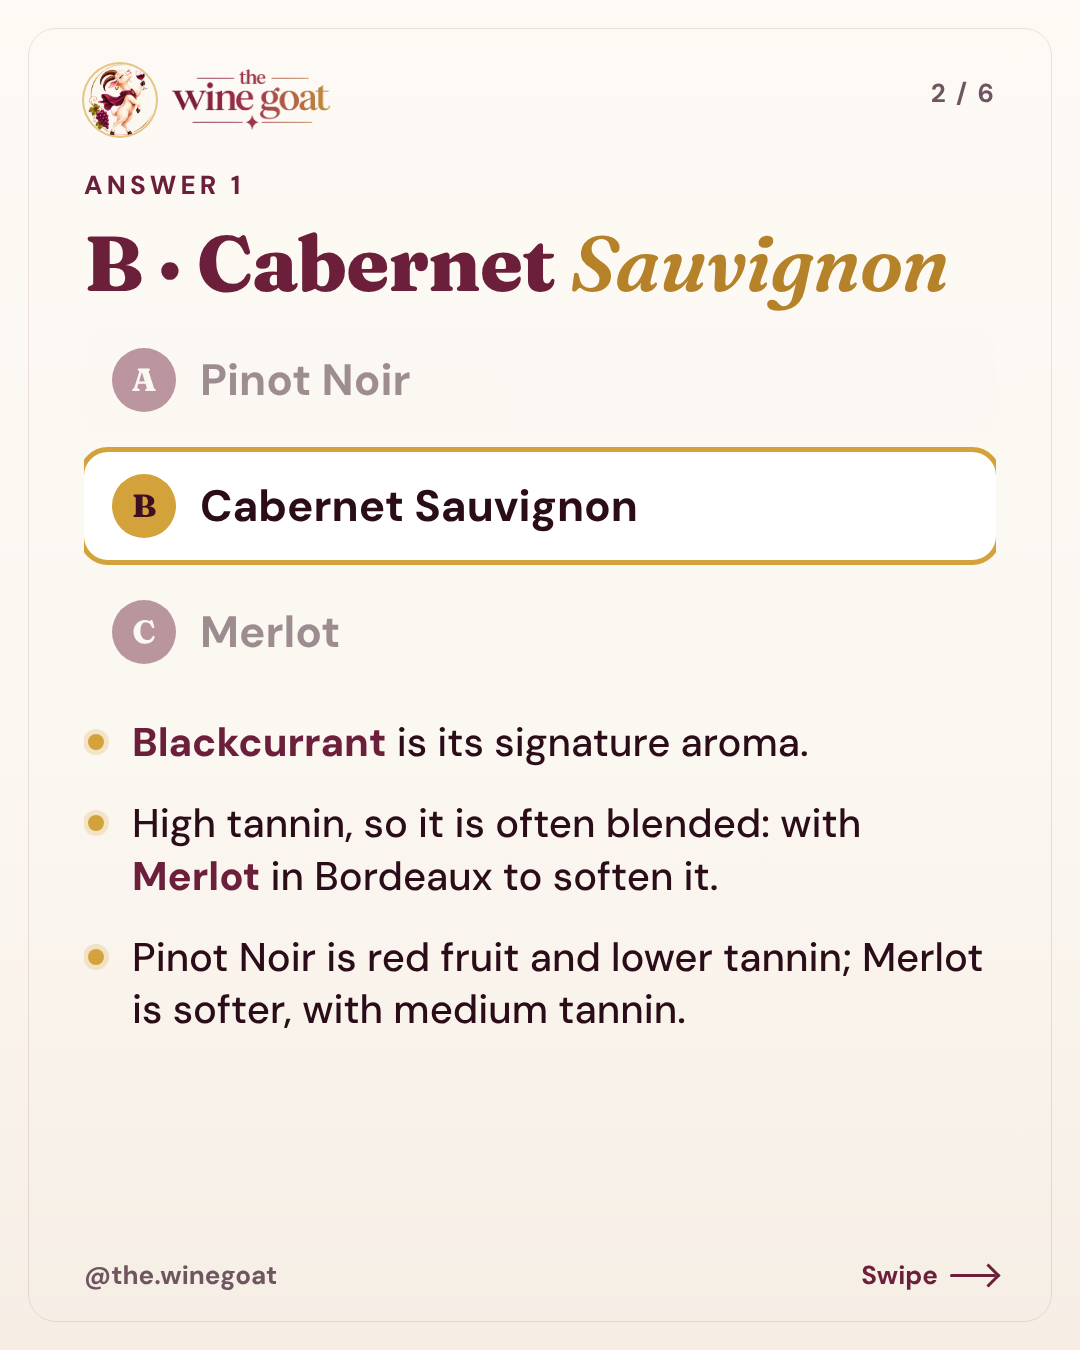 the
wine goat
2 / 6
ANSWER 1
B · Cabernet Sauvignon
A Pinot Noir
B Cabernet Sauvignon
C Merlot
Blackcurrant is its signature aroma.
High tannin, so it is often blended: with
Merlot in Bordeaux to soften it.
Pinot Noir is red fruit and lower tannin; Merlot
is softer, with medium tannin.
@the.winegoat
Swipe